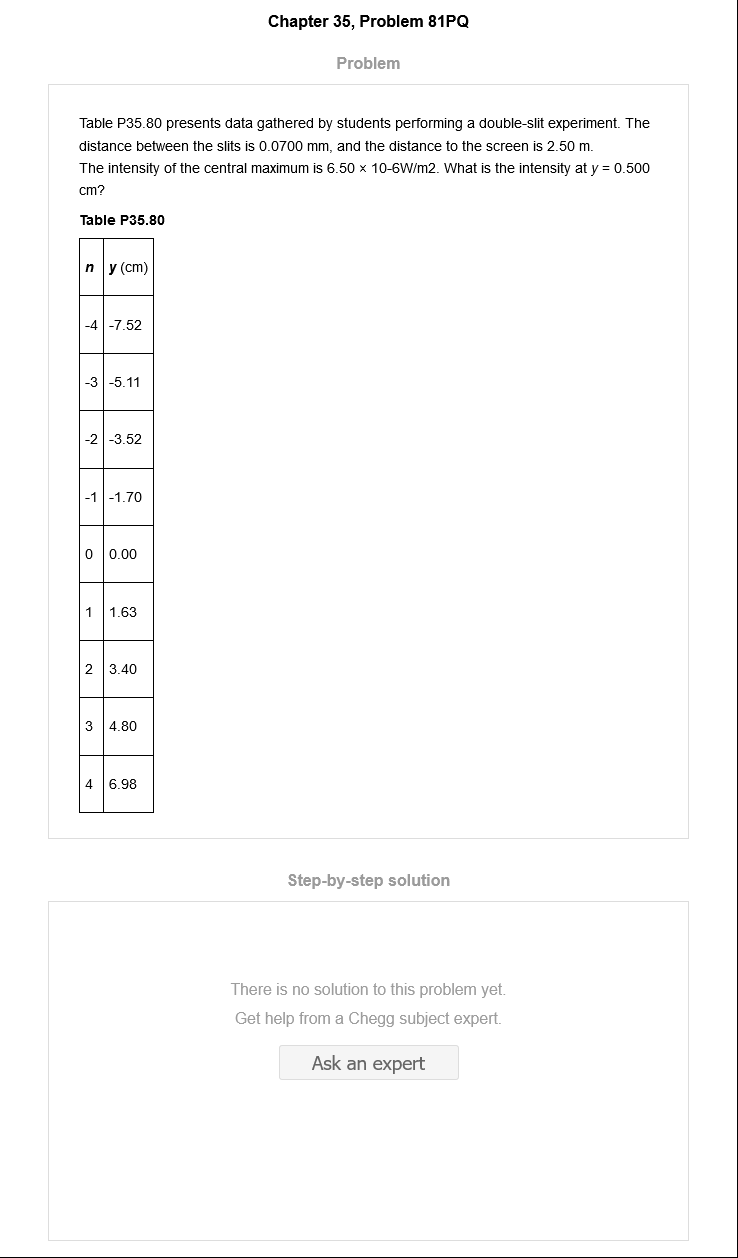 Chapter 35, Problem 81PQ
Problem
Table P35.80 presents data gathered by students performing a double-slit experiment. The
distance between the slits is 0.0700 mm, and the distance to the screen is 2.50 m.
The intensity of the central maximum is 6.50 × 10-6W/m2. What is the intensity at y = 0.500
cm?
Table P35.80
n y (cm)
-4 -7.52
-3 -5.11
-2 -3.52
-1 -1.70
0 0.00
1 1.63
2 3.40
3 4.80
4 6.98
Step-by-step solution
There is no solution to this problem yet.
Get help from a Chegg subject expert.
Ask an expert